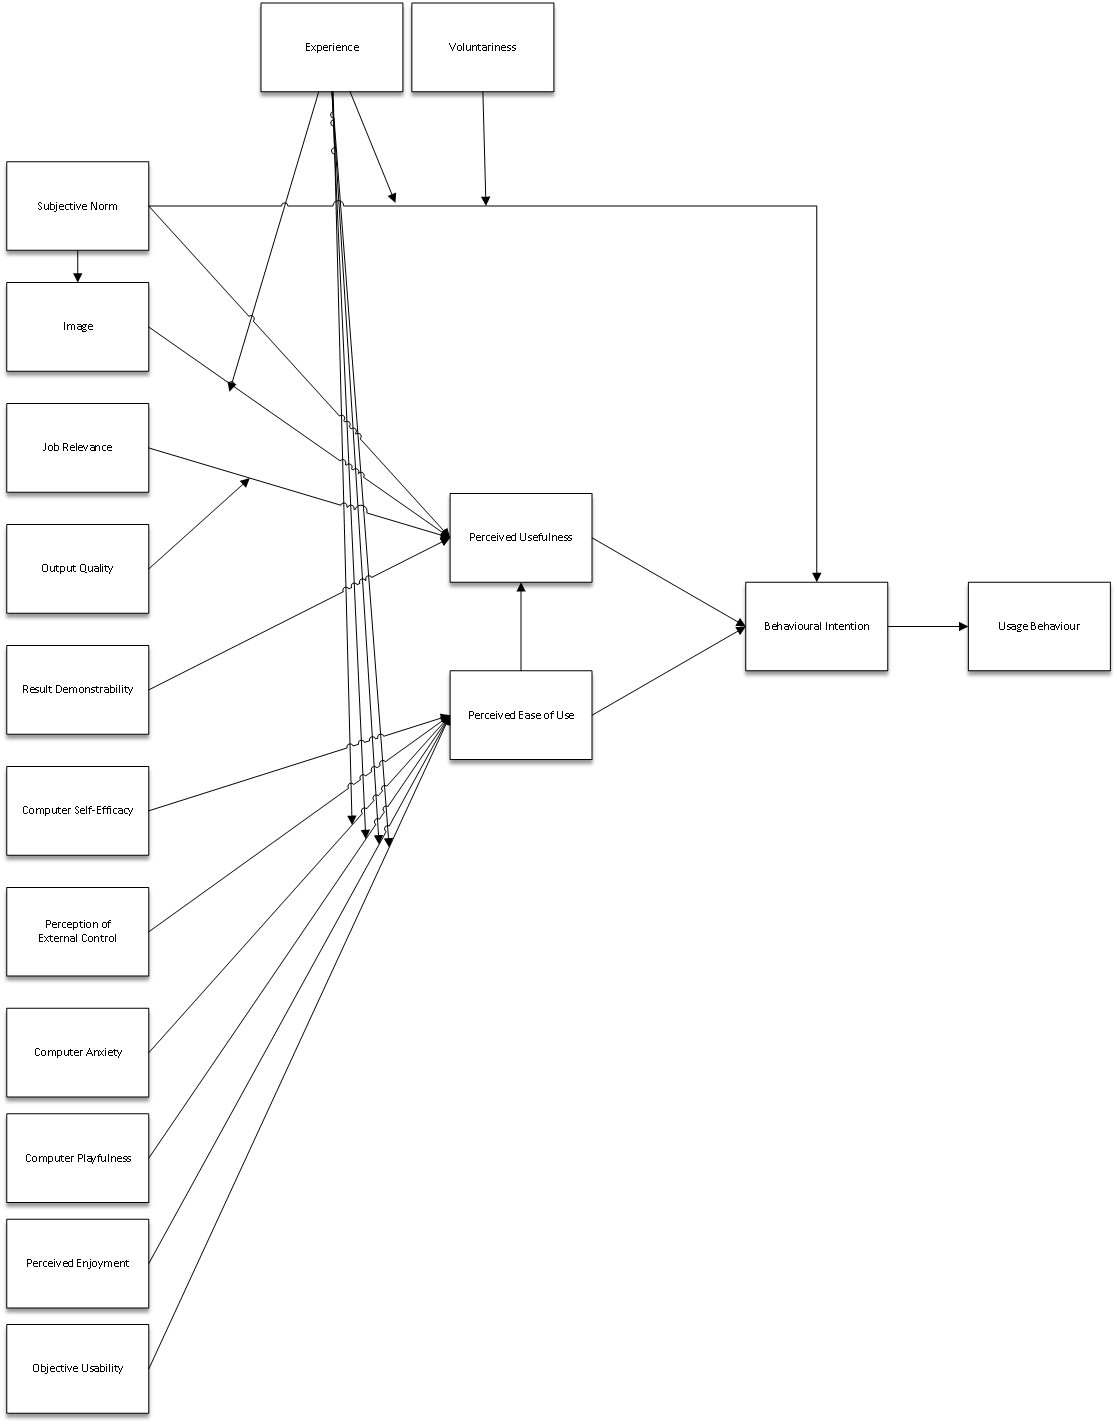 Experience
Voluntariness
Subjective Norm
Image
Job Relevance
Output Quality
Perceived Usefulness
Behavioural Intention
Usage Behaviour
Result Demonstrability
Perceived Ease of Use
Computer Self-Efficacy
Perception of
External Control
Computer Anxiety
Computer Playfulness
Perceived Enjoyment
Objective Usability